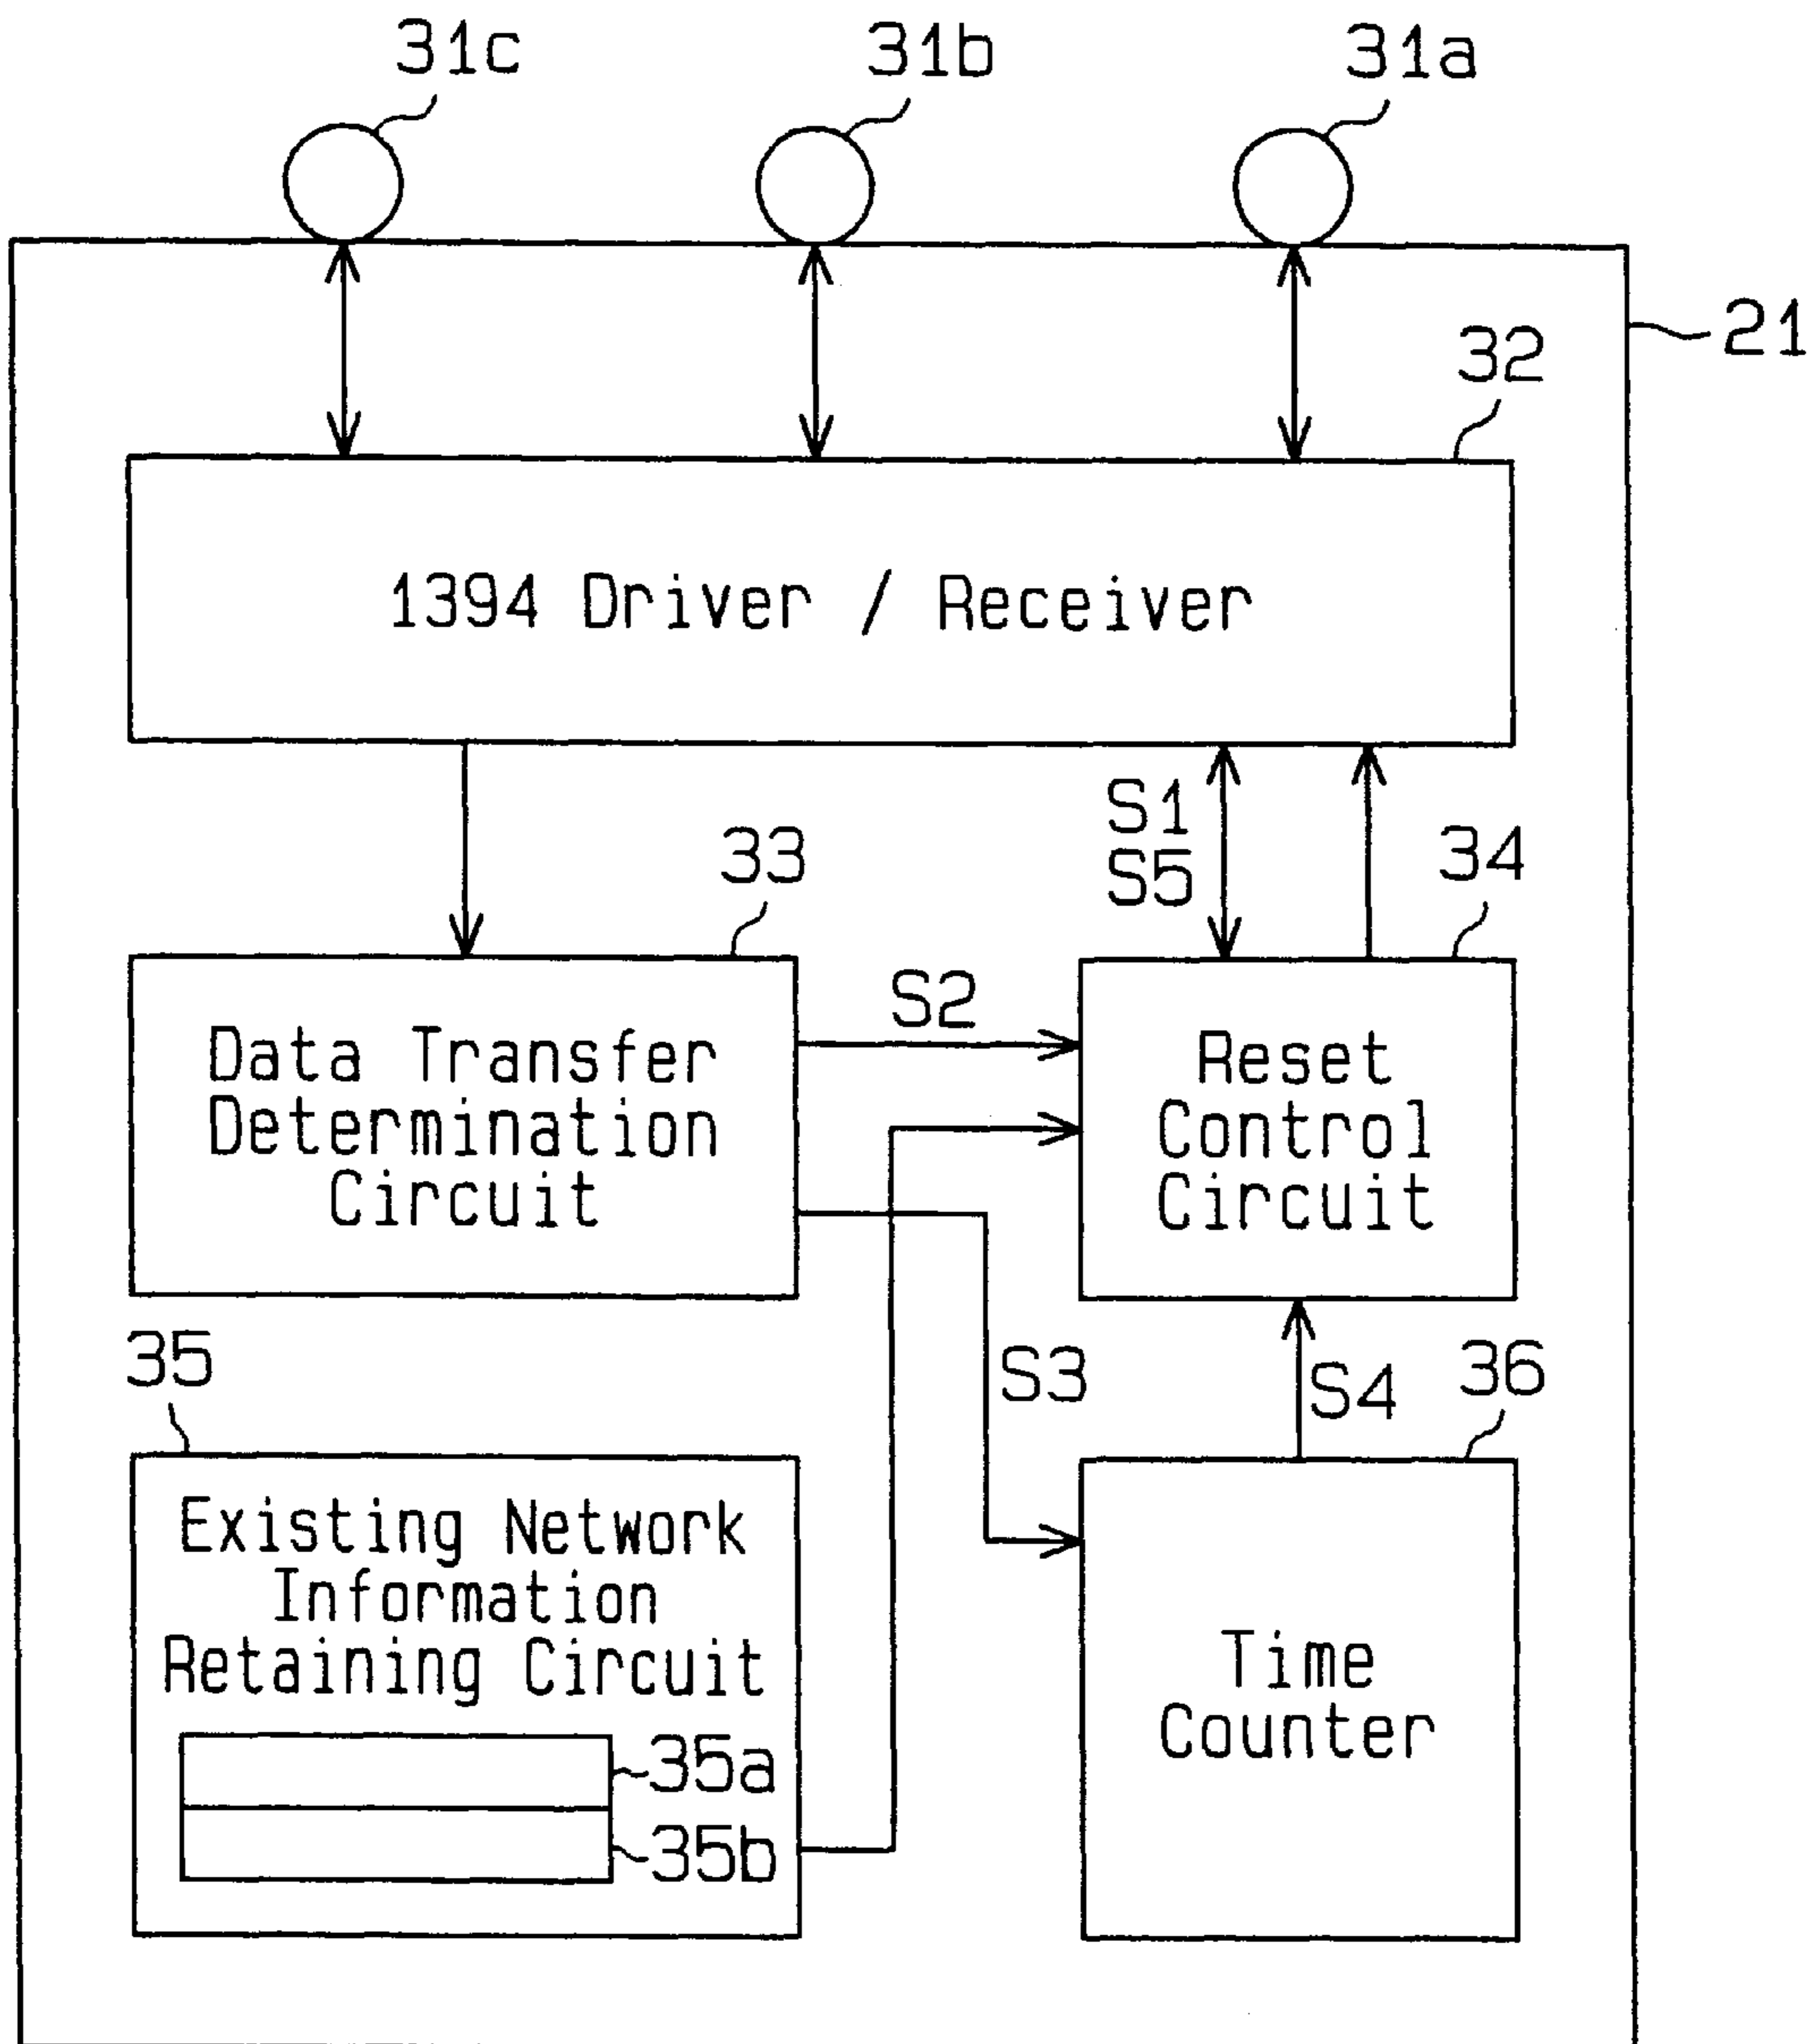 31c
31b
31a
21
32
1394 Driver / Receiver
S1
S5
33
34
Data Transfer
Determination
Circuit
S2
Reset
Control
Circuit
35
S3
S4
36
Existing Network
Information
Retaining Circuit
35a
35b
Time
Counter